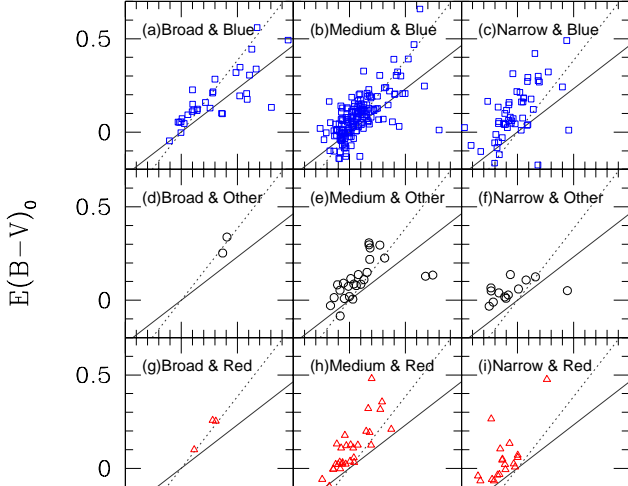 (a)Broad & Blue
(b)Medium & Blue
(c)Narrow & Blue
0.5
0
(d)Broad & Other
(e)Medium & Other
(f)Narrow & Other
0.5
0
E(B−V)₀
(g)Broad & Red
(h)Medium & Red
(i)Narrow & Red
0.5
0